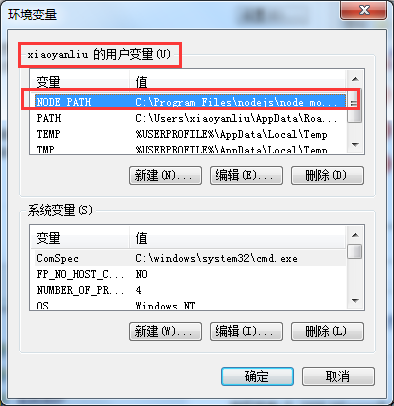 环境变量
xiaoyanliu 的用户变量(U)
变量 值
NODE_PATH C:\Program Files\nodejs\node_mo...
PATH C:\Users\xiaoyanliu\AppData\Roa...
TEMP %USERPROFILE%\AppData\Local\Temp
TMP %USERPROFILE%\AppData\Local\Temp
新建(N)... 编辑(E)... 删除(D)
系统变量(S)
变量 值
ComSpec C:\windows\system32\cmd.exe
FP_NO_HOST_C... NO
NUMBER_OF_PR... 4
OS Windows_NT
新建(W)... 编辑(I)... 删除(L)
确定 取消